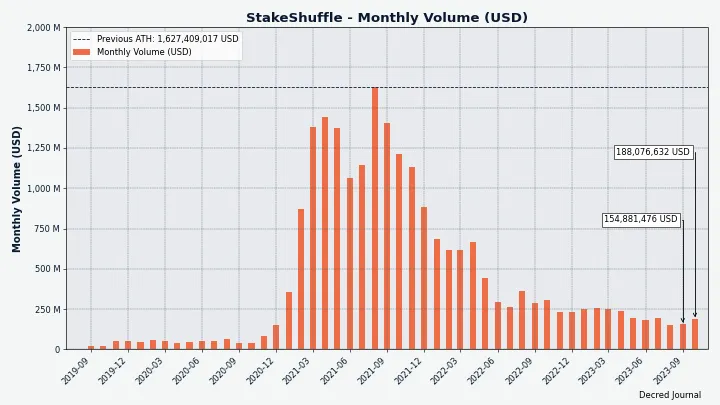 StakeShuffle - Monthly Volume (USD)
Previous ATH: 1,627,409,017 USD
Monthly Volume (USD)
Monthly Volume (USD)
2,000 M
1,750 M
1,500 M
1,250 M
1,000 M
750 M
500 M
250 M
0
188,076,632 USD
154,881,476 USD
2019-09
2019-12
2020-03
2020-06
2020-09
2020-12
2021-03
2021-06
2021-09
2021-12
2022-03
2022-06
2022-09
2022-12
2023-03
2023-06
2023-09
Decred Journal